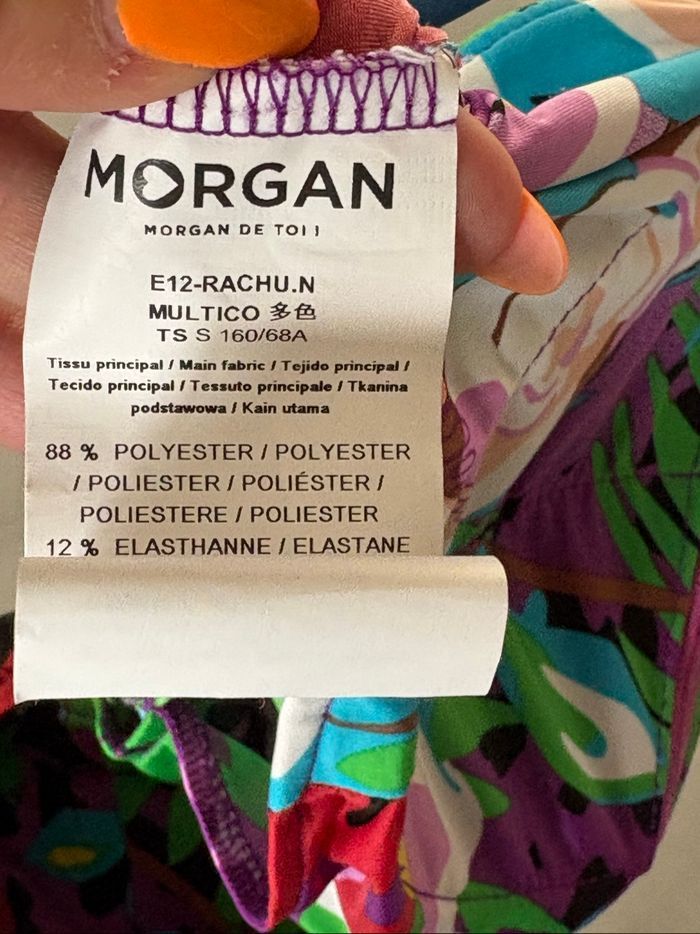 MORGAN
MORGAN DE TOI !
E12-RACHU.N
MULTICO 多色
TS S 160/68A
Tissu principal / Main fabric / Tejido principal /
Tecido principal / Tessuto principale / Tkanina
podstawowa / Kain utama
88 % POLYESTER / POLYESTER
/ POLIESTER / POLIÉSTER /
POLIESTERE / POLIESTER
12 % ELASTHANNE / ELASTANE